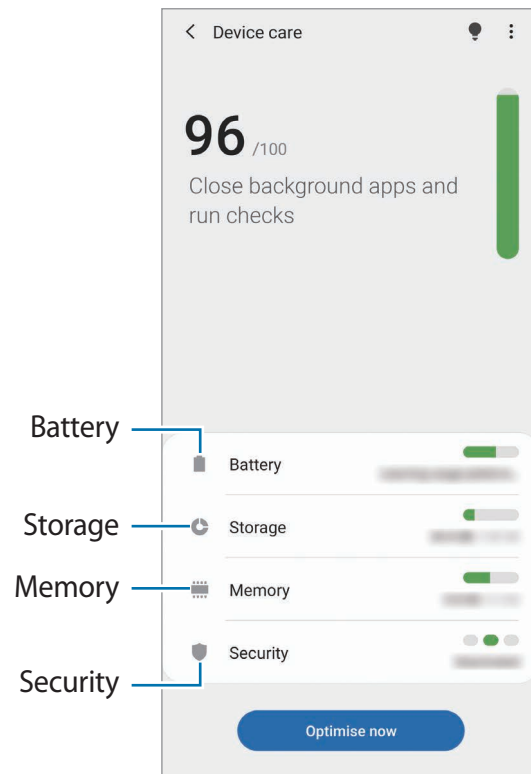 Device care
96 /100
Close background apps and
run checks
Battery
Battery
Storage
Storage
Memory
Memory
Security
Security
Optimise now